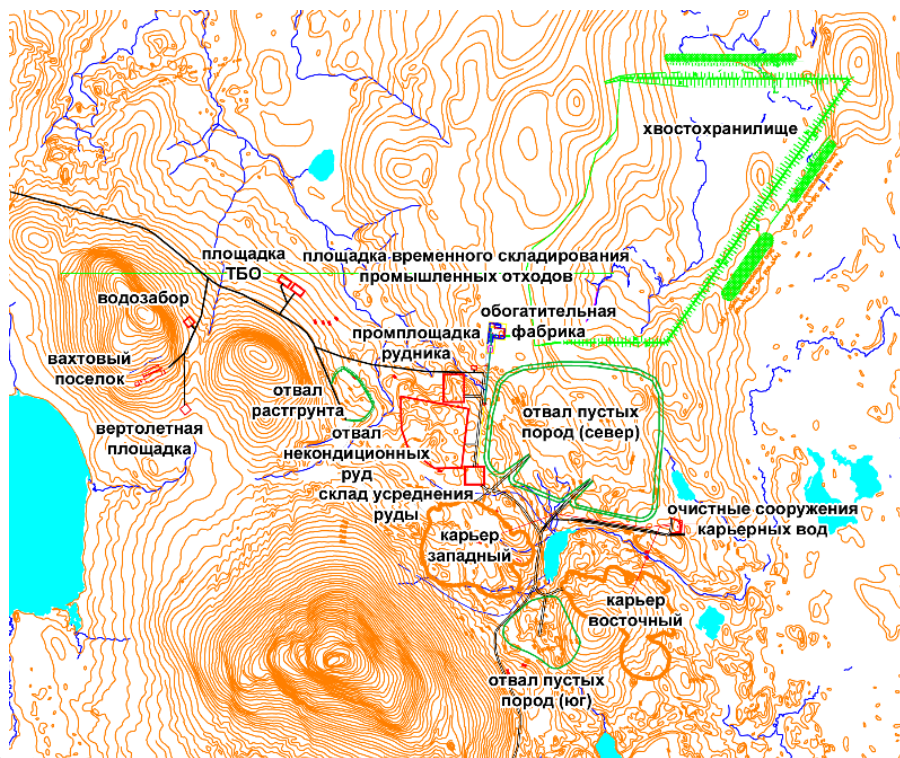 хвостохранилище
площадка
ТБО
площадка временного складирования
промышленных отходов
водозабор
обогатительная
фабрика
промплощадка
рудника
вахтовый
поселок
отвал
растгрунта
отвал пустых
пород (север)
вертолетная
площадка
отвал
некондиционных
руд
склад усреднения
руды
очистные сооружения
карьерных вод
карьер
западный
карьер
восточный
отвал пустых
пород (юг)